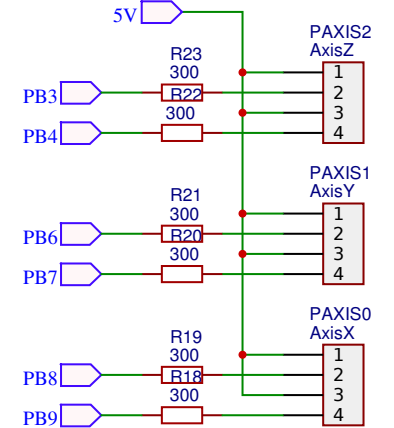 5V
PAXIS2
AxisZ
R23
300
PB3
R22
300
PB4
1
2
3
4
PAXIS1
AxisY
R21
300
PB6
R20
300
PB7
1
2
3
4
PAXIS0
AxisX
R19
300
PB8
R18
300
PB9
1
2
3
4